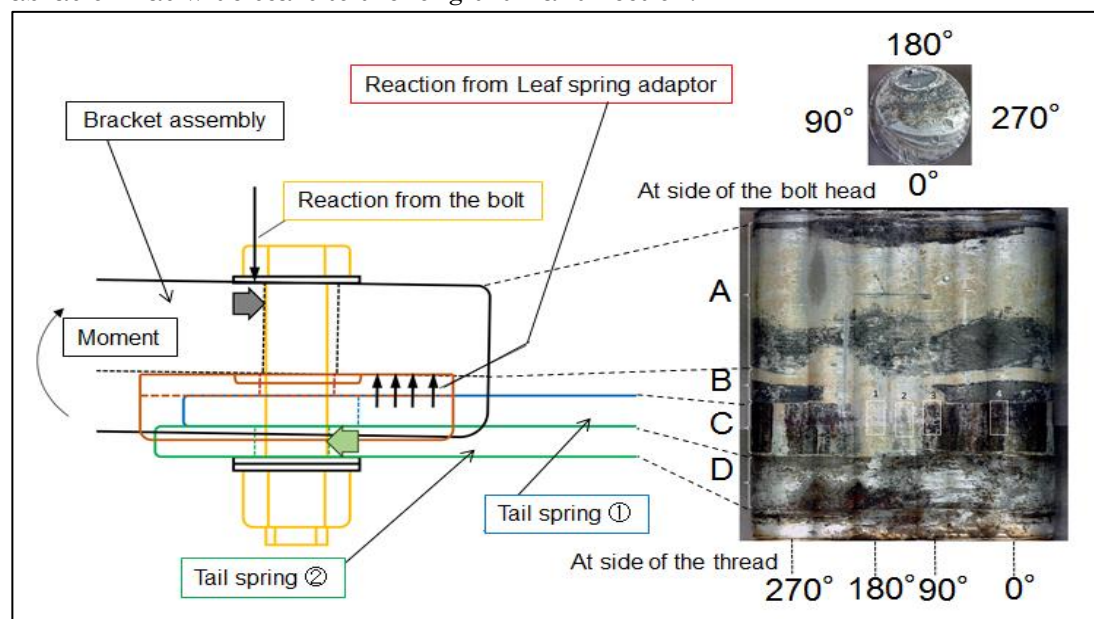 180°
Reaction from Leaf spring adaptor
Bracket assembly
90°
270°
0°
At side of the bolt head
Reaction from the bolt
A
Moment
B
1
2
3
4
C
D
Tail spring ①
At side of the thread
Tail spring ②
270°
180°
90°
0°